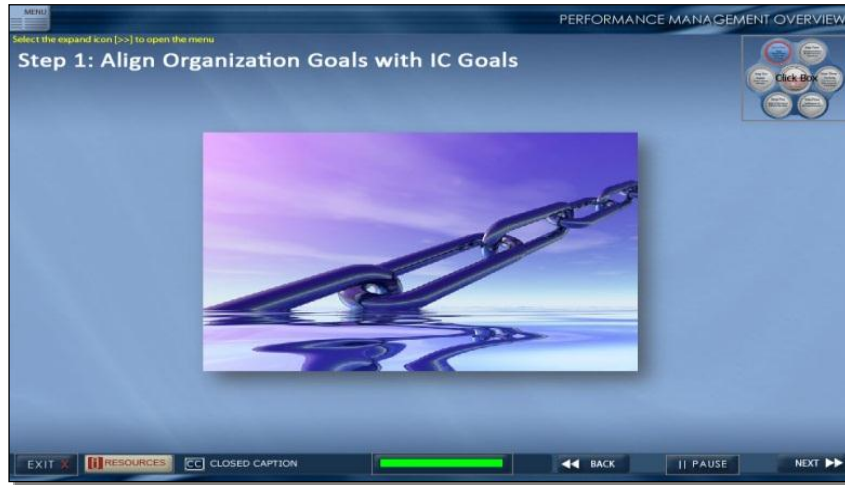 MENU
PERFORMANCE MANAGEMENT OVERVIEW
Select the expand icon [>>] to open the menu
Step 1: Align Organization Goals with IC Goals
Click Box
EXIT X
i RESOURCES
CC CLOSED CAPTION
◀◀ BACK
|| PAUSE
NEXT ▶▶